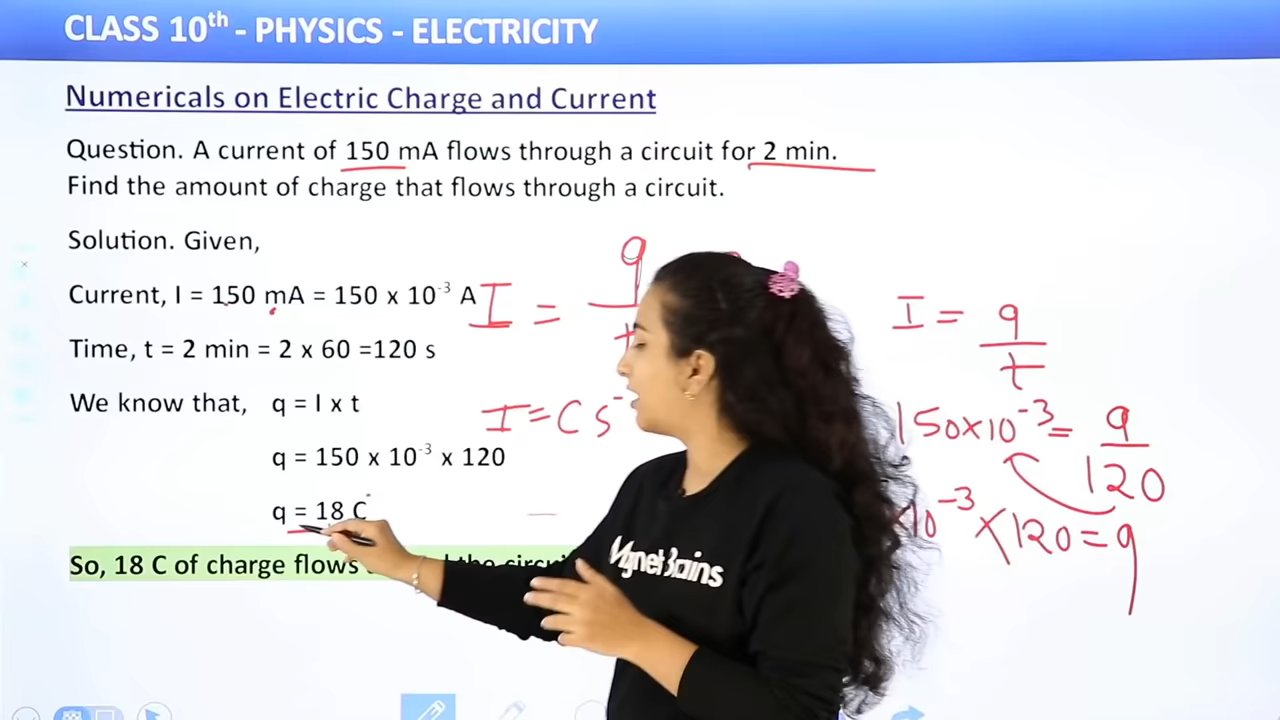 CLASS 10th - PHYSICS - ELECTRICITY
Numericals on Electric Charge and Current
Question. A current of 150 mA flows through a circuit for 2 min.
Find the amount of charge that flows through a circuit.
Solution. Given,
Current, I = 150 mA = 150 x 10⁻³ A
Time, t = 2 min = 2 x 60 =120 s
We know that, q = I x t
q = 150 x 10⁻³ x 120
q = 18 C
So, 18 C of charge flows the
I = q
t
I = C s⁻
I = q
t
150×10⁻³ = q
120
10⁻³ ×120=q
Magnet Brains